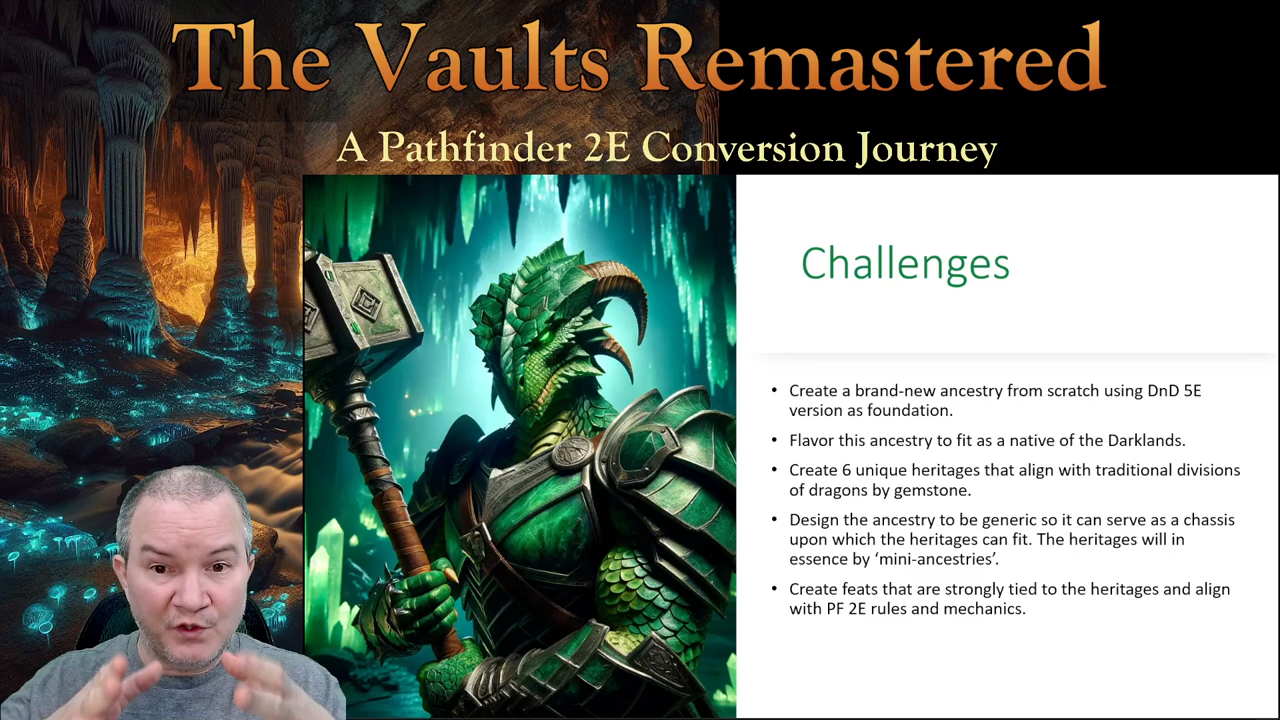 The Vaults Remastered
A Pathfinder 2E Conversion Journey
Challenges
• Create a brand-new ancestry from scratch using DnD 5E
version as foundation.
• Flavor this ancestry to fit as a native of the Darklands.
• Create 6 unique heritages that align with traditional divisions
of dragons by gemstone.
• Design the ancestry to be generic so it can serve as a chassis
upon which the heritages can fit. The heritages will in
essence by ‘mini-ancestries’.
• Create feats that are strongly tied to the heritages and align
with PF 2E rules and mechanics.